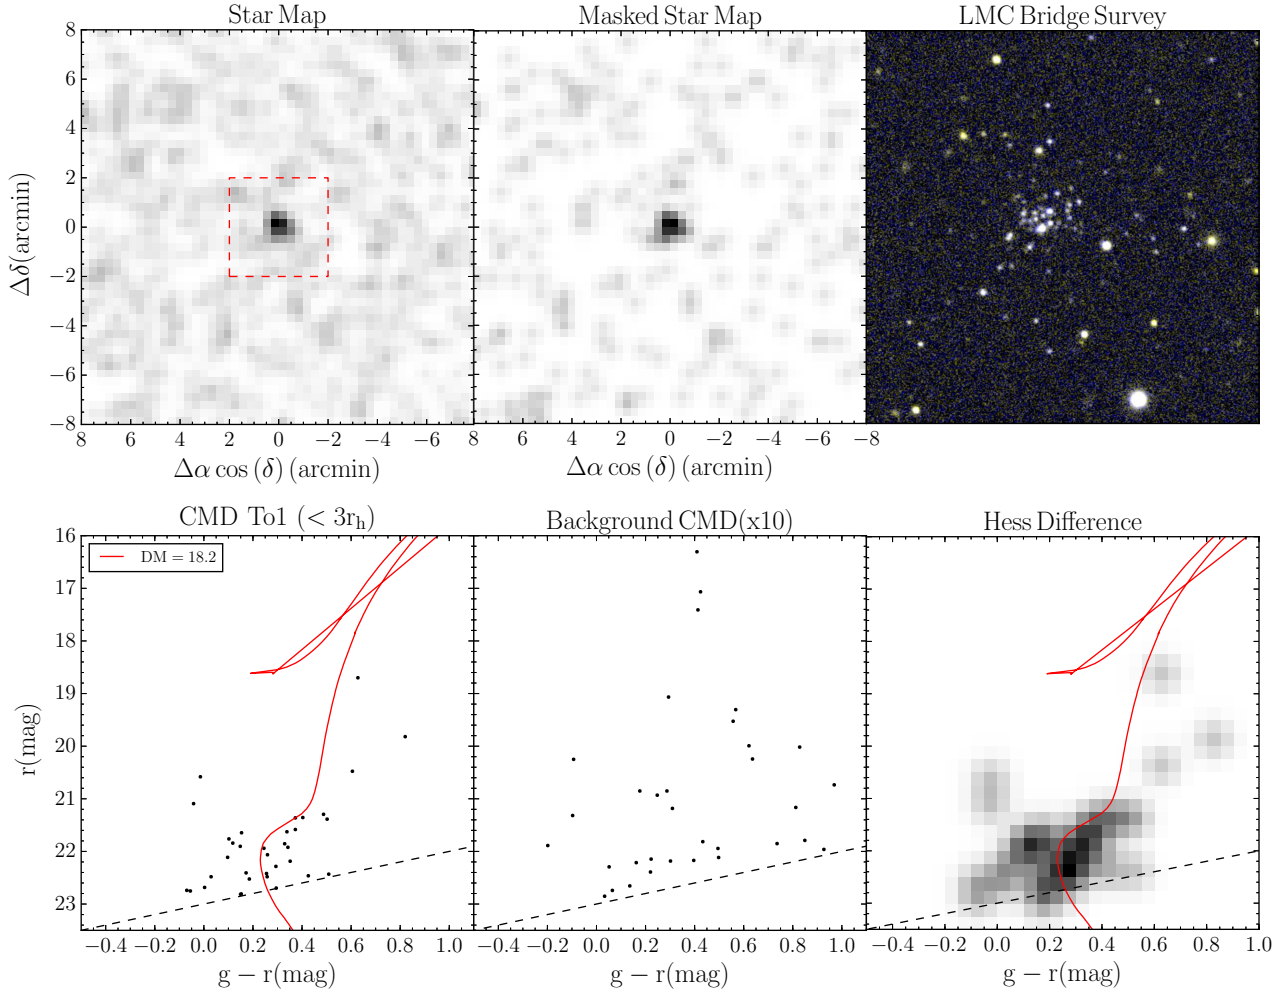 Star Map
Masked Star Map
LMC Bridge Survey
8
6
4
2
0
−2
−4
−6
−8
Δδ(arcmin)
8 6 4 2 0 −2 −4 −6 8 6 4 2 0 −2 −4 −6 −8
Δα cos (δ) (arcmin)
Δα cos (δ) (arcmin)
CMD To1 (< 3r_h)
Background CMD(x10)
Hess Difference
DM = 18.2
16
17
18
19
20
21
22
23
r(mag)
−0.4 −0.2 0.0 0.2 0.4 0.6 0.8 1.0
−0.4 −0.2 0.0 0.2 0.4 0.6 0.8 1.0
−0.4 −0.2 0.0 0.2 0.4 0.6 0.8 1.0
g − r(mag)
g − r(mag)
g − r(mag)